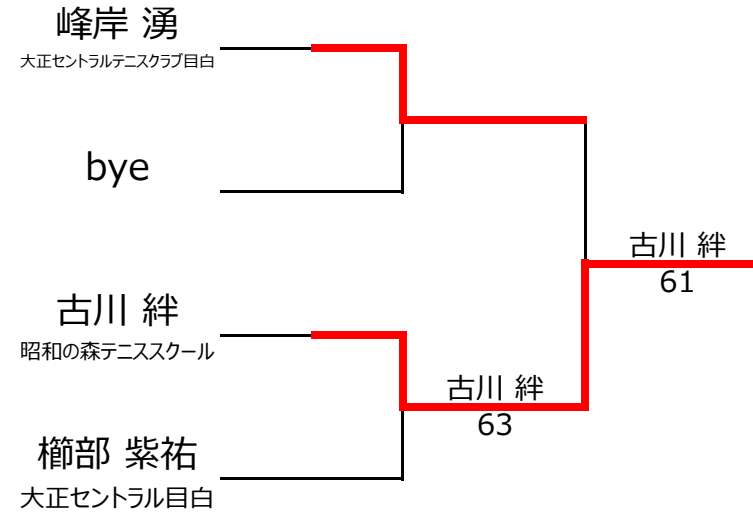 峰岸 湧
大正セントラルテニスクラブ目白
bye
古川 絆
昭和の森テニススクール
櫛部 紫祐
大正セントラル目白
古川 絆
63
古川 絆
61